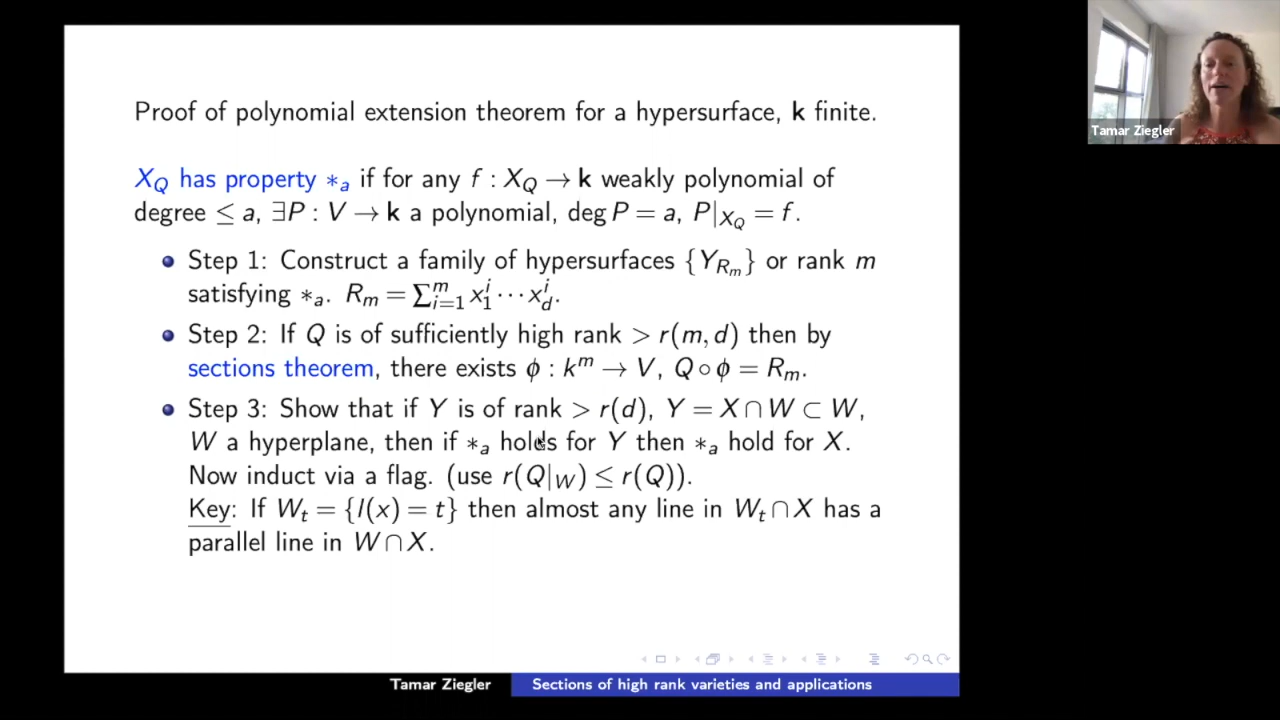 Proof of polynomial extension theorem for a hypersurface, k finite.
X_Q has property *_a if for any f : X_Q → k weakly polynomial of
degree ≤ a, ∃P : V → k a polynomial, deg P = a, P|_{X_Q} = f.
Step 1: Construct a family of hypersurfaces {Y_{R_m}} or rank m
satisfying *_a. R_m = ∑_{i=1}^m x_1^i ⋯ x_d^i.
Step 2: If Q is of sufficiently high rank > r(m, d) then by
sections theorem, there exists ϕ : k^m → V, Q ∘ ϕ = R_m.
Step 3: Show that if Y is of rank > r(d), Y = X ∩ W ⊂ W,
W a hyperplane, then if *_a holds for Y then *_a hold for X.
Now induct via a flag. (use r(Q|_W) ≤ r(Q)).
Key: If W_t = {l(x) = t} then almost any line in W_t ∩ X has a
parallel line in W ∩ X.
Tamar Ziegler
Sections of high rank varieties and applications
Tamar Ziegler